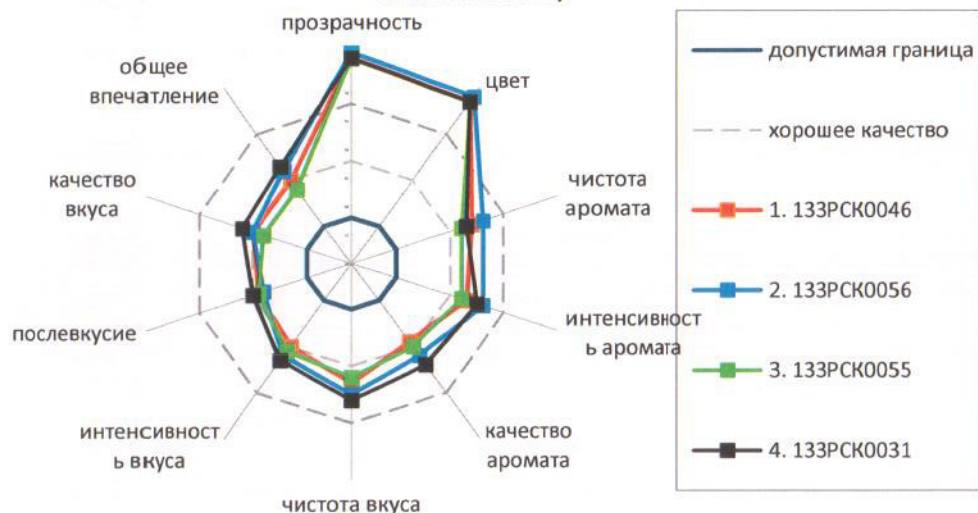 прозрачность
цвет
чистота
аромата
интенсивност
ь аромата
качество
аромата
чистота вкуса
интенсивност
ь вкуса
послевкусие
качество
вкуса
общее
впечатление
допустимая граница
хорошее качество
1. 133РСК0046
2. 133РСК0056
3. 133РСК0055
4. 133РСК0031